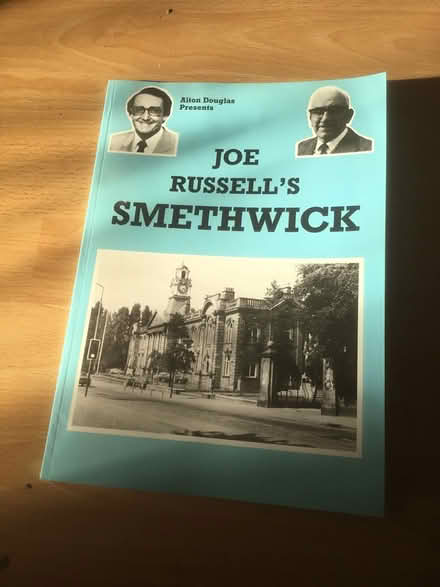 Alton Douglas
Presents
JOE
RUSSELL'S
SMETHWICK